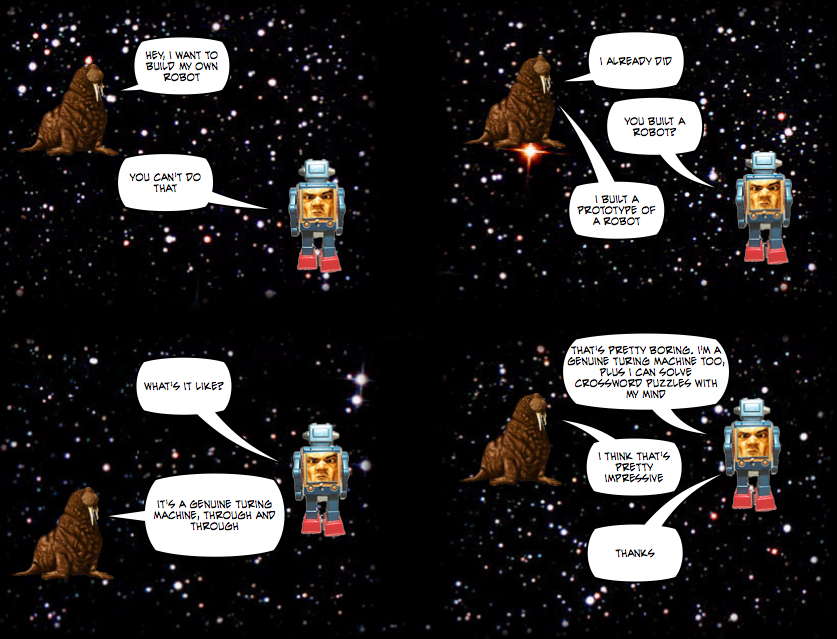 HEY, I WANT TO
BUILD MY OWN
ROBOT
YOU CAN'T DO
THAT
I ALREADY DID
YOU BUILT A
ROBOT?
I BUILT A
PROTOTYPE OF
A ROBOT
WHAT'S IT LIKE?
IT'S A GENUINE TURING
MACHINE, THROUGH AND
THROUGH
THAT'S PRETTY BORING. I'M A
GENUINE TURING MACHINE TOO,
PLUS I CAN SOLVE
CROSSWORD PUZZLES WITH
MY MIND
I THINK THAT'S
PRETTY
IMPRESSIVE
THANKS